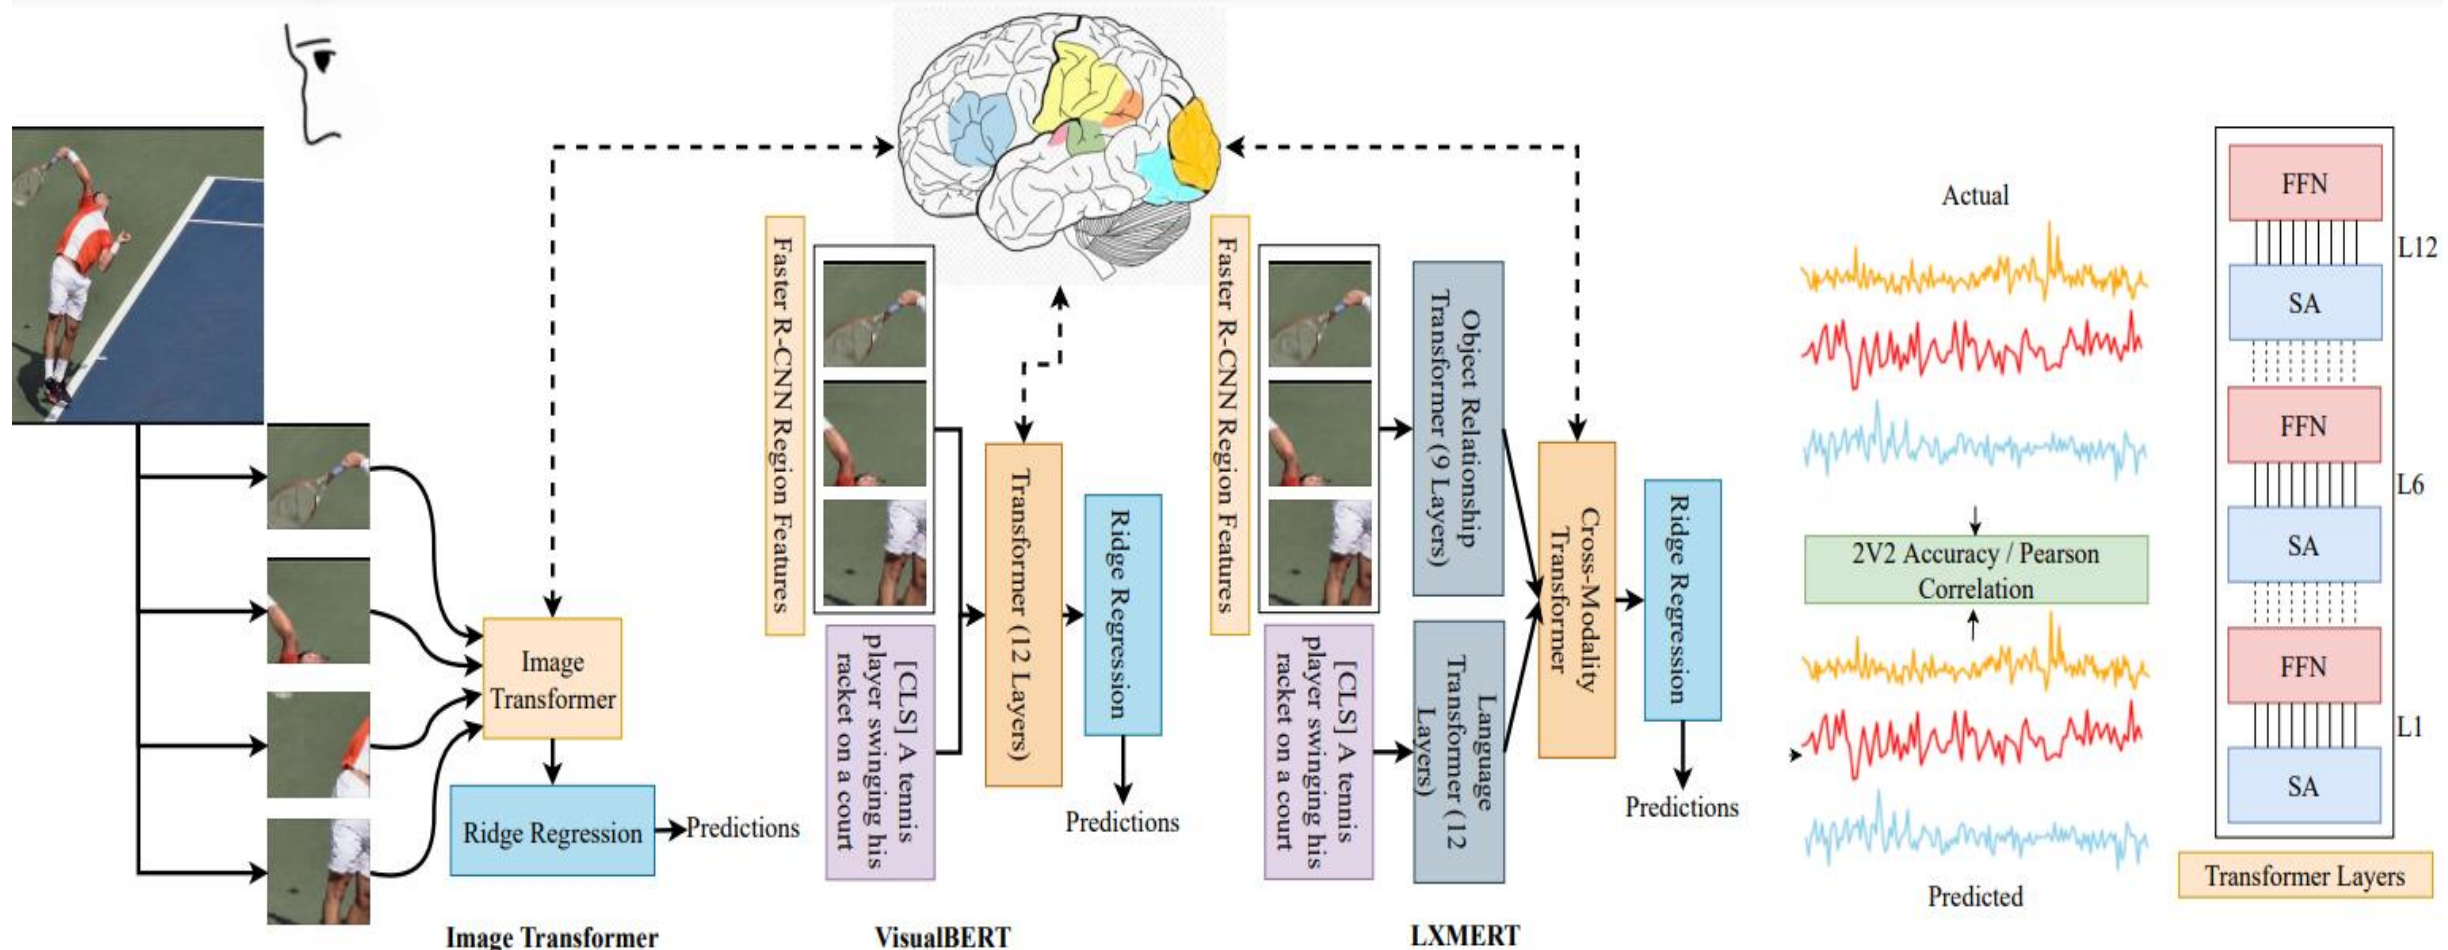 Image
Transformer
Ridge Regression
Predictions
Image Transformer
Faster R-CNN Region Features
[CLS] A tennis
player swinging his
racket on a court
Transformer (12 Layers)
Ridge Regression
Predictions
VisualBERT
Faster R-CNN Region Features
[CLS] A tennis
player swinging his
racket on a court
Object Relationship
Transformer (9 Layers)
Language
Transformer (12
Layers)
Cross-Modality
Transformer
Ridge Regression
Predictions
LXMERT
Actual
2V2 Accuracy / Pearson
Correlation
Predicted
FFN
L12
SA
FFN
L6
SA
FFN
L1
SA
Transformer Layers